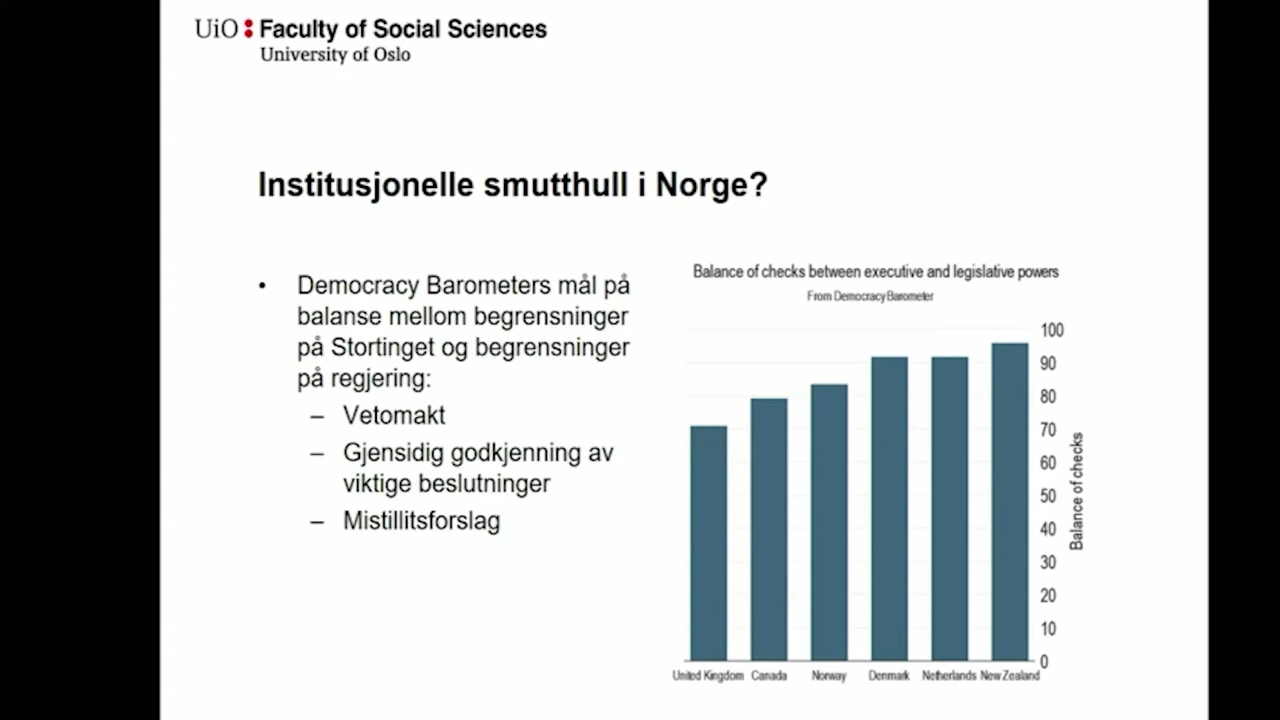 UiO Faculty of Social Sciences
University of Oslo
Institusjonelle smutthull i Norge?
• Democracy Barometers mål på
balanse mellom begrensninger
på Stortinget og begrensninger
på regjering:
– Vetomakt
– Gjensidig godkjenning av
viktige beslutninger
– Mistillitsforslag
Balance of checks between executive and legislative powers
From Democracy Barometer
100
90
80
70
60
50
40
30
20
10
0
Balance of checks
United Kingdom Canada Norway Denmark Netherlands New Zealand